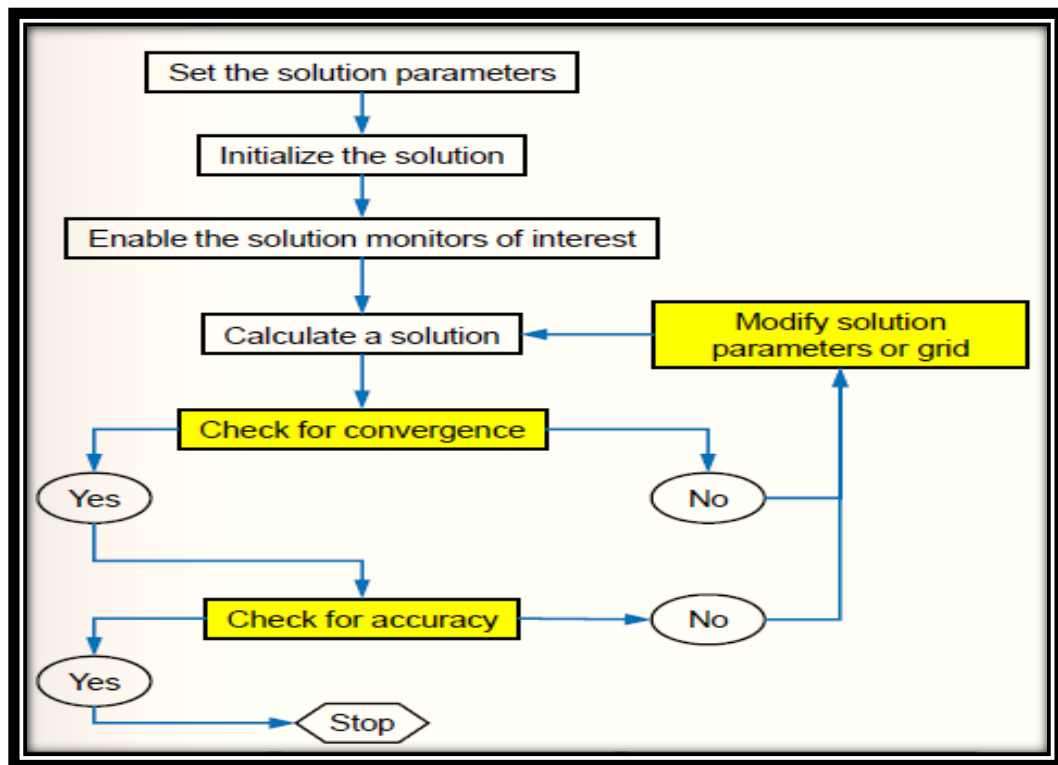 Set the solution parameters
Initialize the solution
Enable the solution monitors of interest
Calculate a solution
Modify solution
parameters or grid
Check for convergence
Yes
No
Check for accuracy
No
Yes
Stop